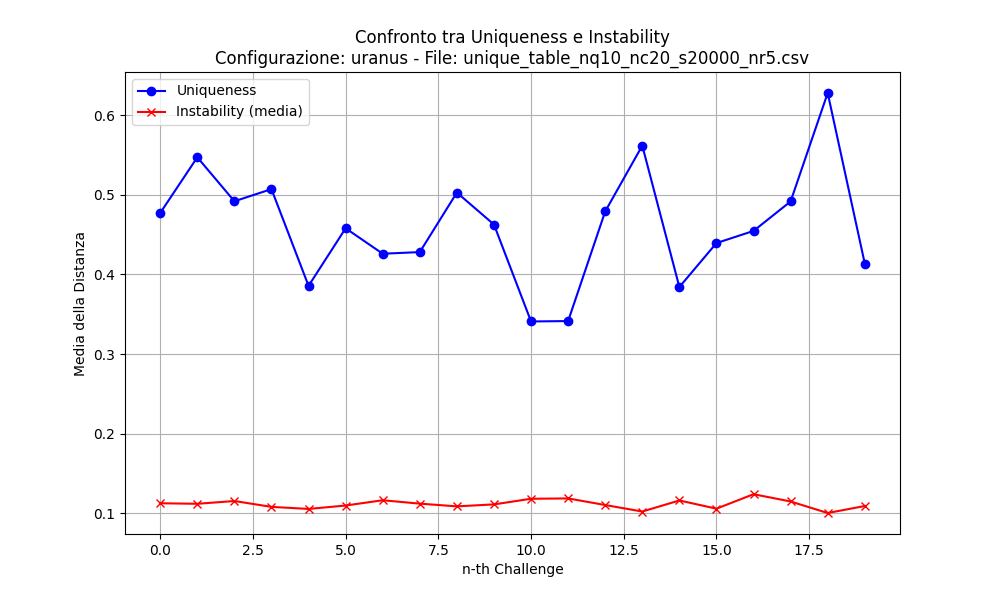 Confronto tra Uniqueness e Instability
Configurazione: uranus - File: unique_table_nq10_nc20_s20000_nr5.csv
Uniqueness
Instability (media)
Media della Distanza
0.6
0.5
0.4
0.3
0.2
0.1
0.0 2.5 5.0 7.5 10.0 12.5 15.0 17.5
n-th Challenge